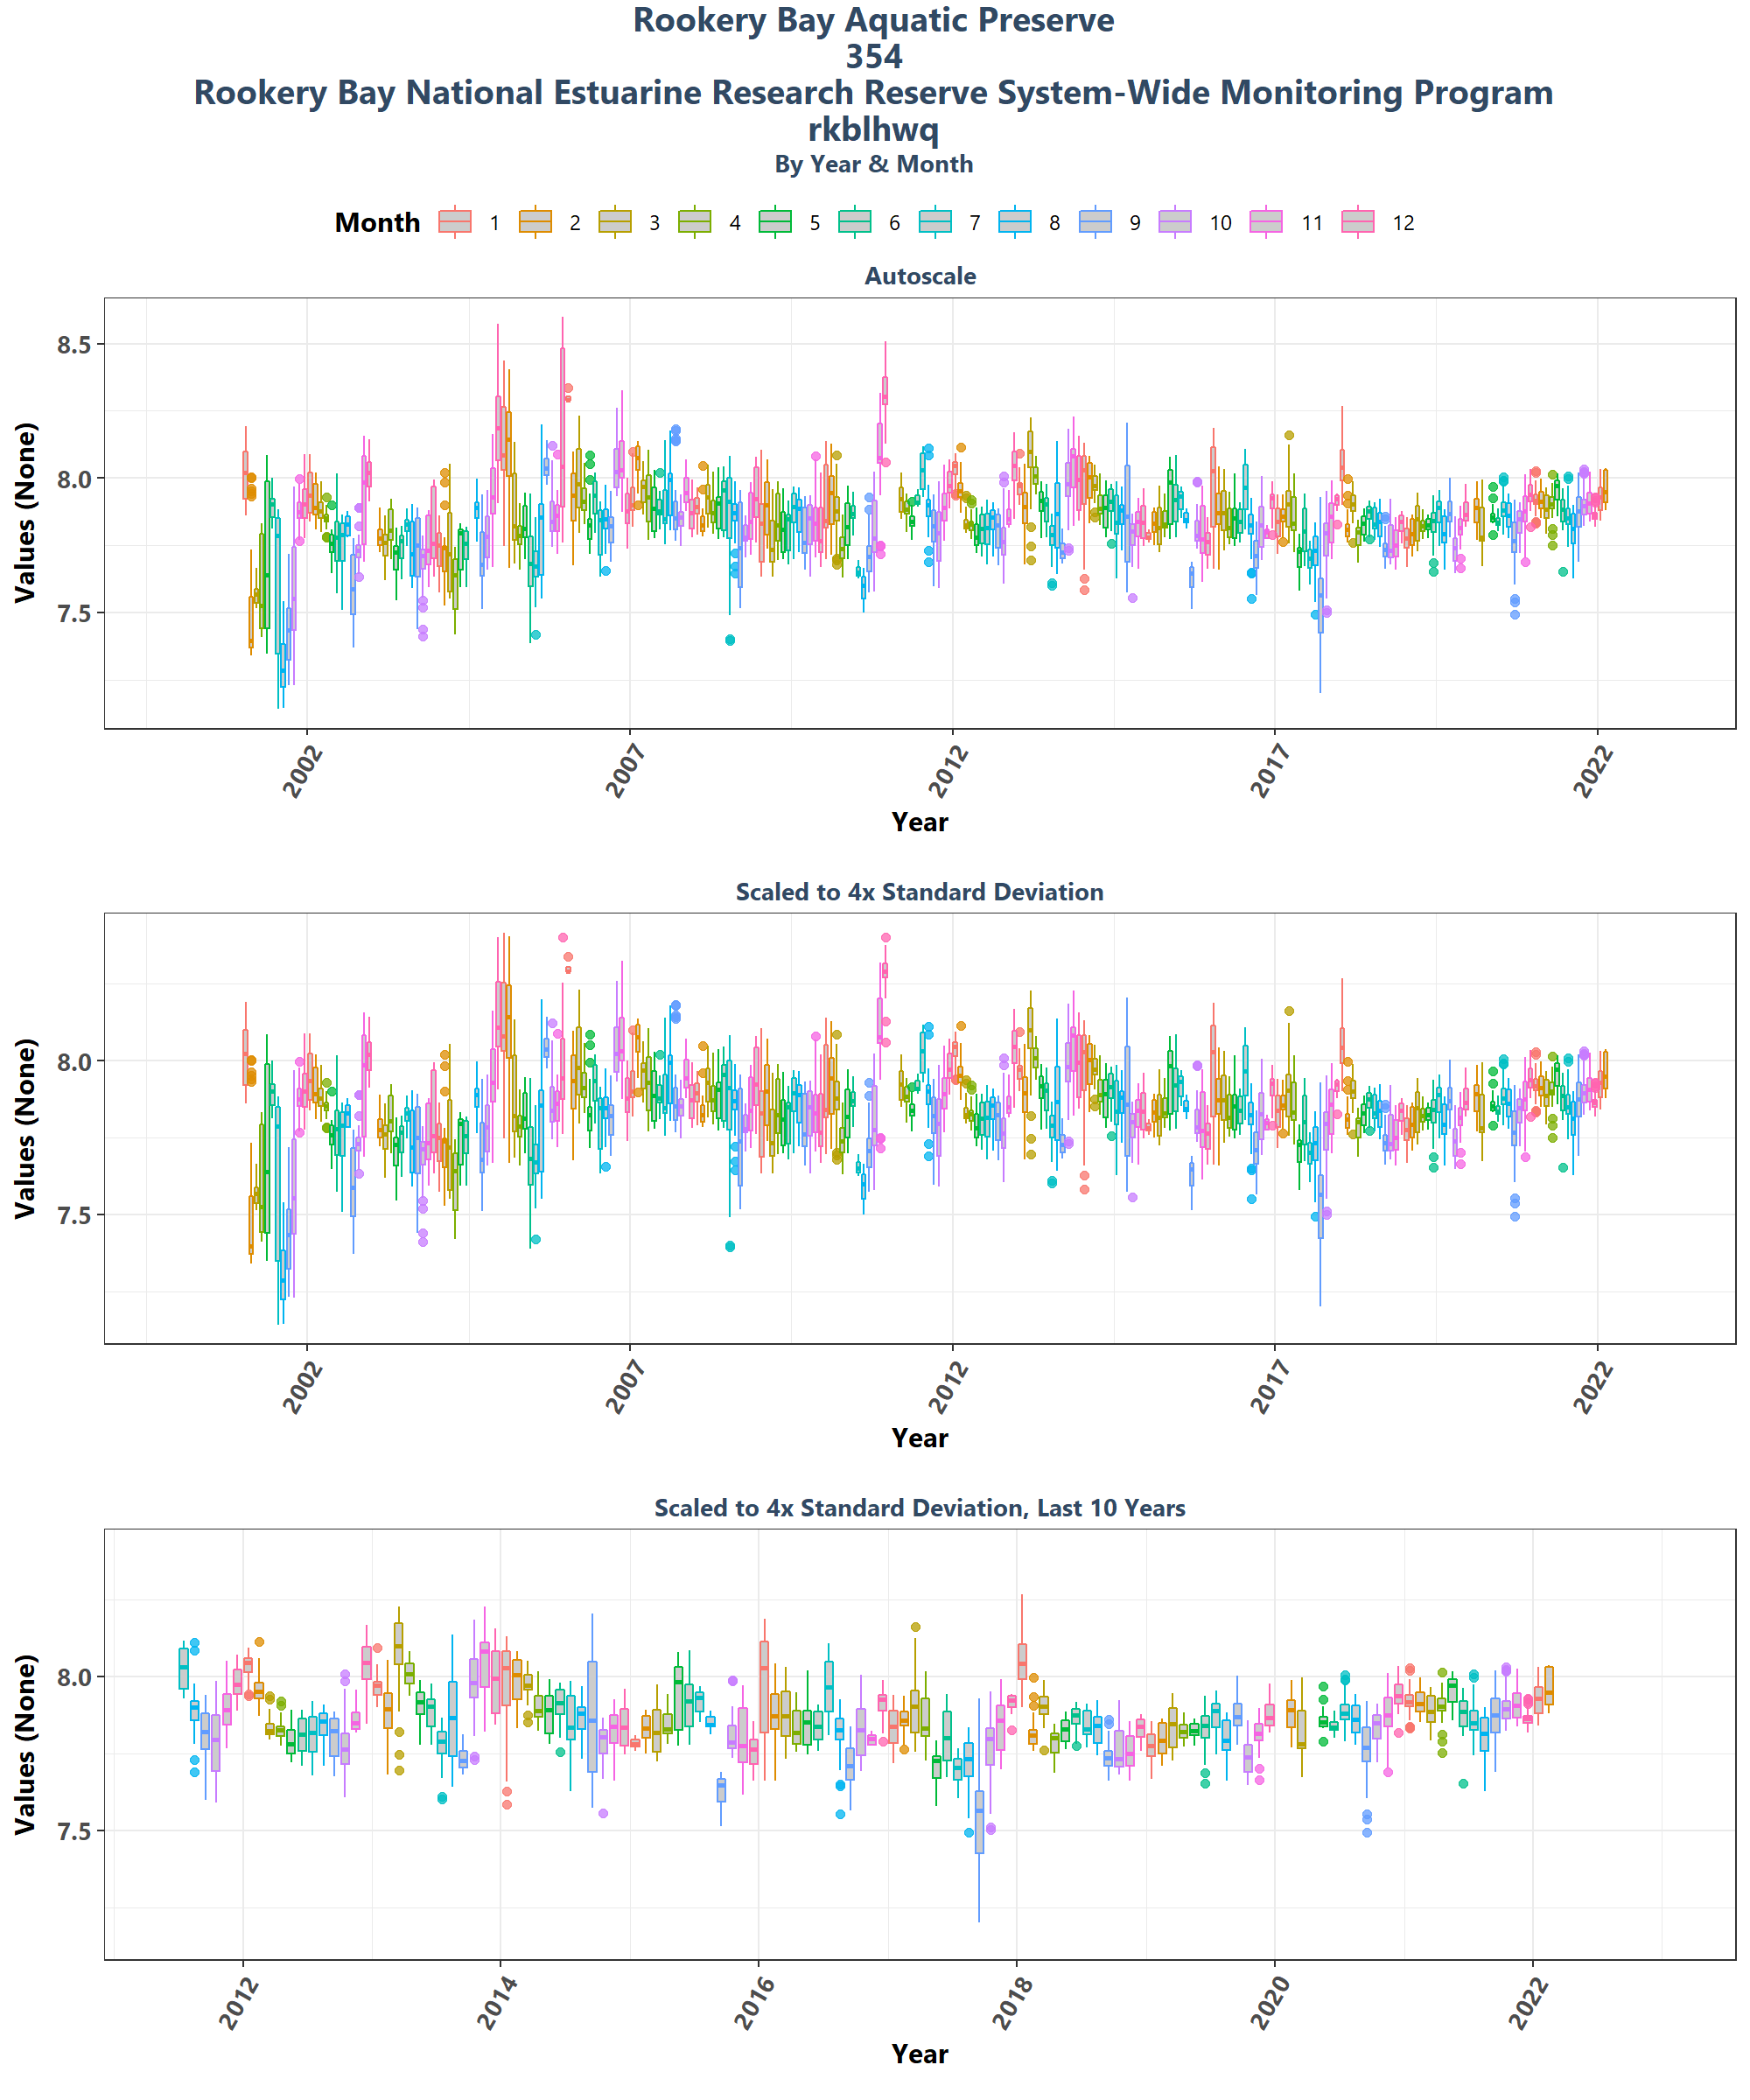 Rookery Bay Aquatic Preserve
354
Rookery Bay National Estuarine Research Reserve System-Wide Monitoring Program
rkblhwq
By Year & Month
Month 1 2 3 4 5 6 7 8 9 10 11 12
Autoscale
Values (None)
8.5
8.0
7.5
2002 2007 2012 2017 2022
Year
Scaled to 4x Standard Deviation
Values (None)
8.0
7.5
2002 2007 2012 2017 2022
Year
Scaled to 4x Standard Deviation, Last 10 Years
Values (None)
8.0
7.5
2012 2014 2016 2018 2020 2022
Year